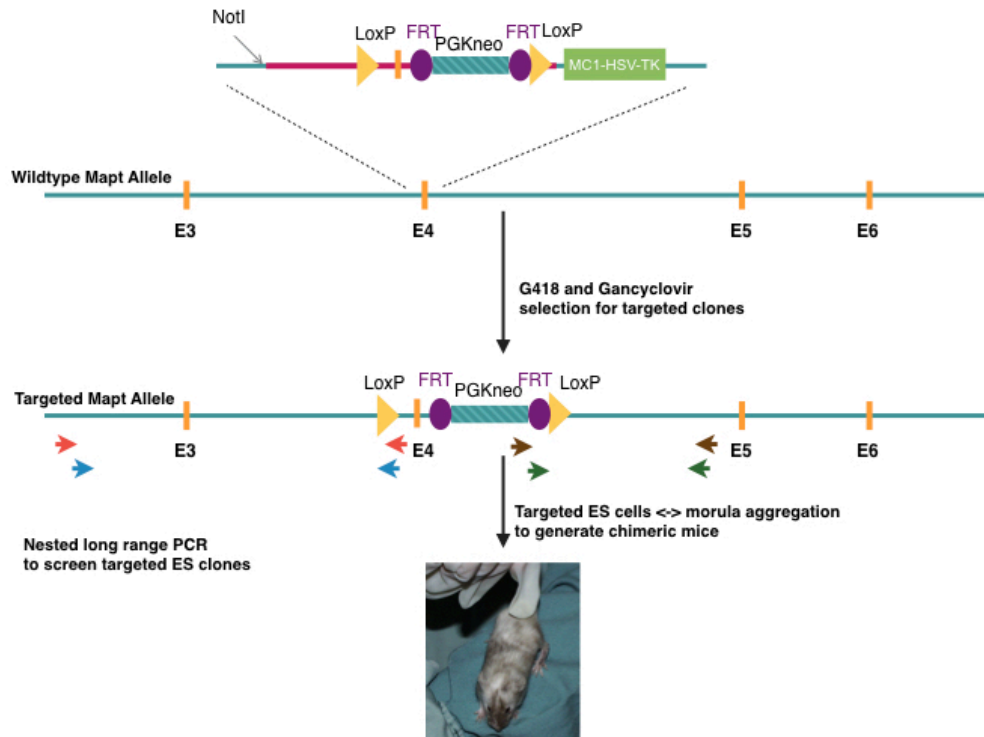 NotI
LoxP
FRT
PGKneo
FRT
LoxP
MC1-HSV-TK
Wildtype Mapt Allele
E3
E4
E5
E6
G418 and Gancyclovir
selection for targeted clones
Targeted Mapt Allele
LoxP
FRT
PGKneo
FRT
LoxP
E3
E4
E5
E6
Nested long range PCR
to screen targeted ES clones
Targeted ES cells <-> morula aggregation
to generate chimeric mice